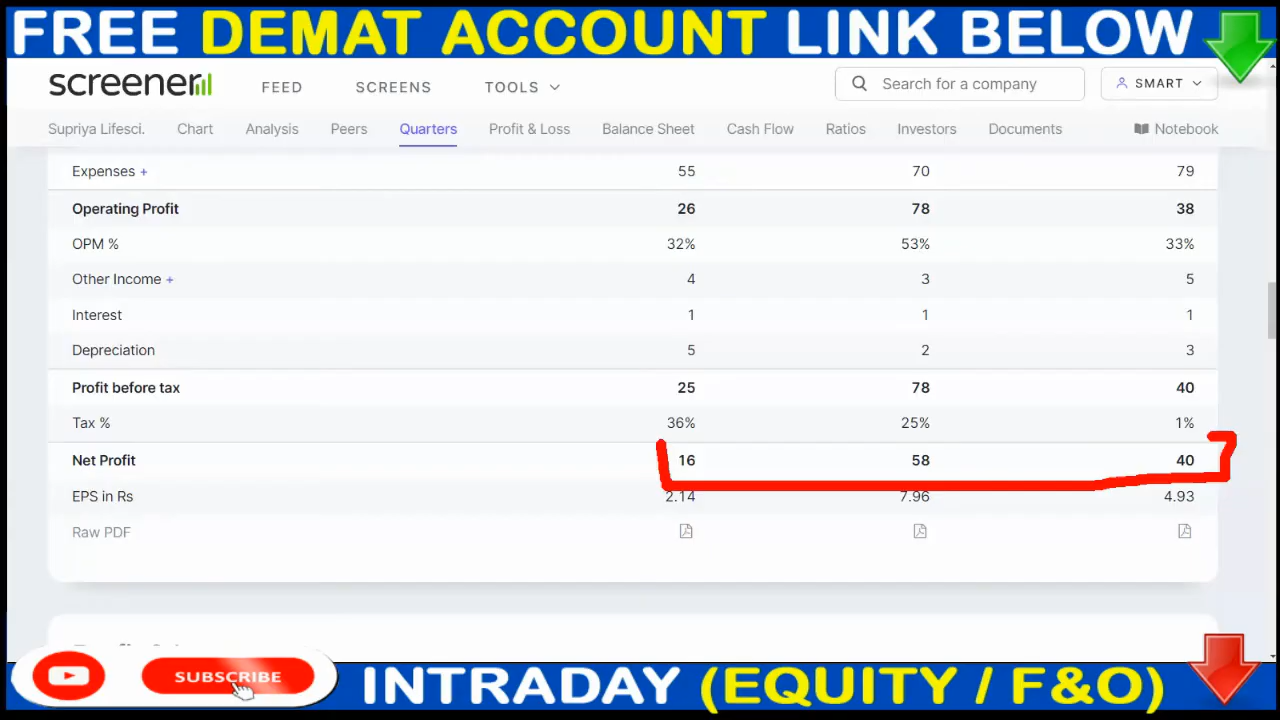 FREE DEMAT ACCOUNT LINK BELOW
screener FEED SCREENS TOOLS Search for a company SMART
Supriya Lifesci. Chart Analysis Peers Quarters Profit & Loss Balance Sheet Cash Flow Ratios Investors Documents Notebook
Expenses + 55 70 79
Operating Profit 26 78 38
OPM % 32% 53% 33%
Other Income + 4 3 5
Interest 1 1 1
Depreciation 5 2 3
Profit before tax 25 78 40
Tax % 36% 25% 1%
Net Profit 16 58 40
EPS in Rs 2.14 7.96 4.93
Raw PDF
SUBSCRIBE
INTRADAY (EQUITY / F&O)